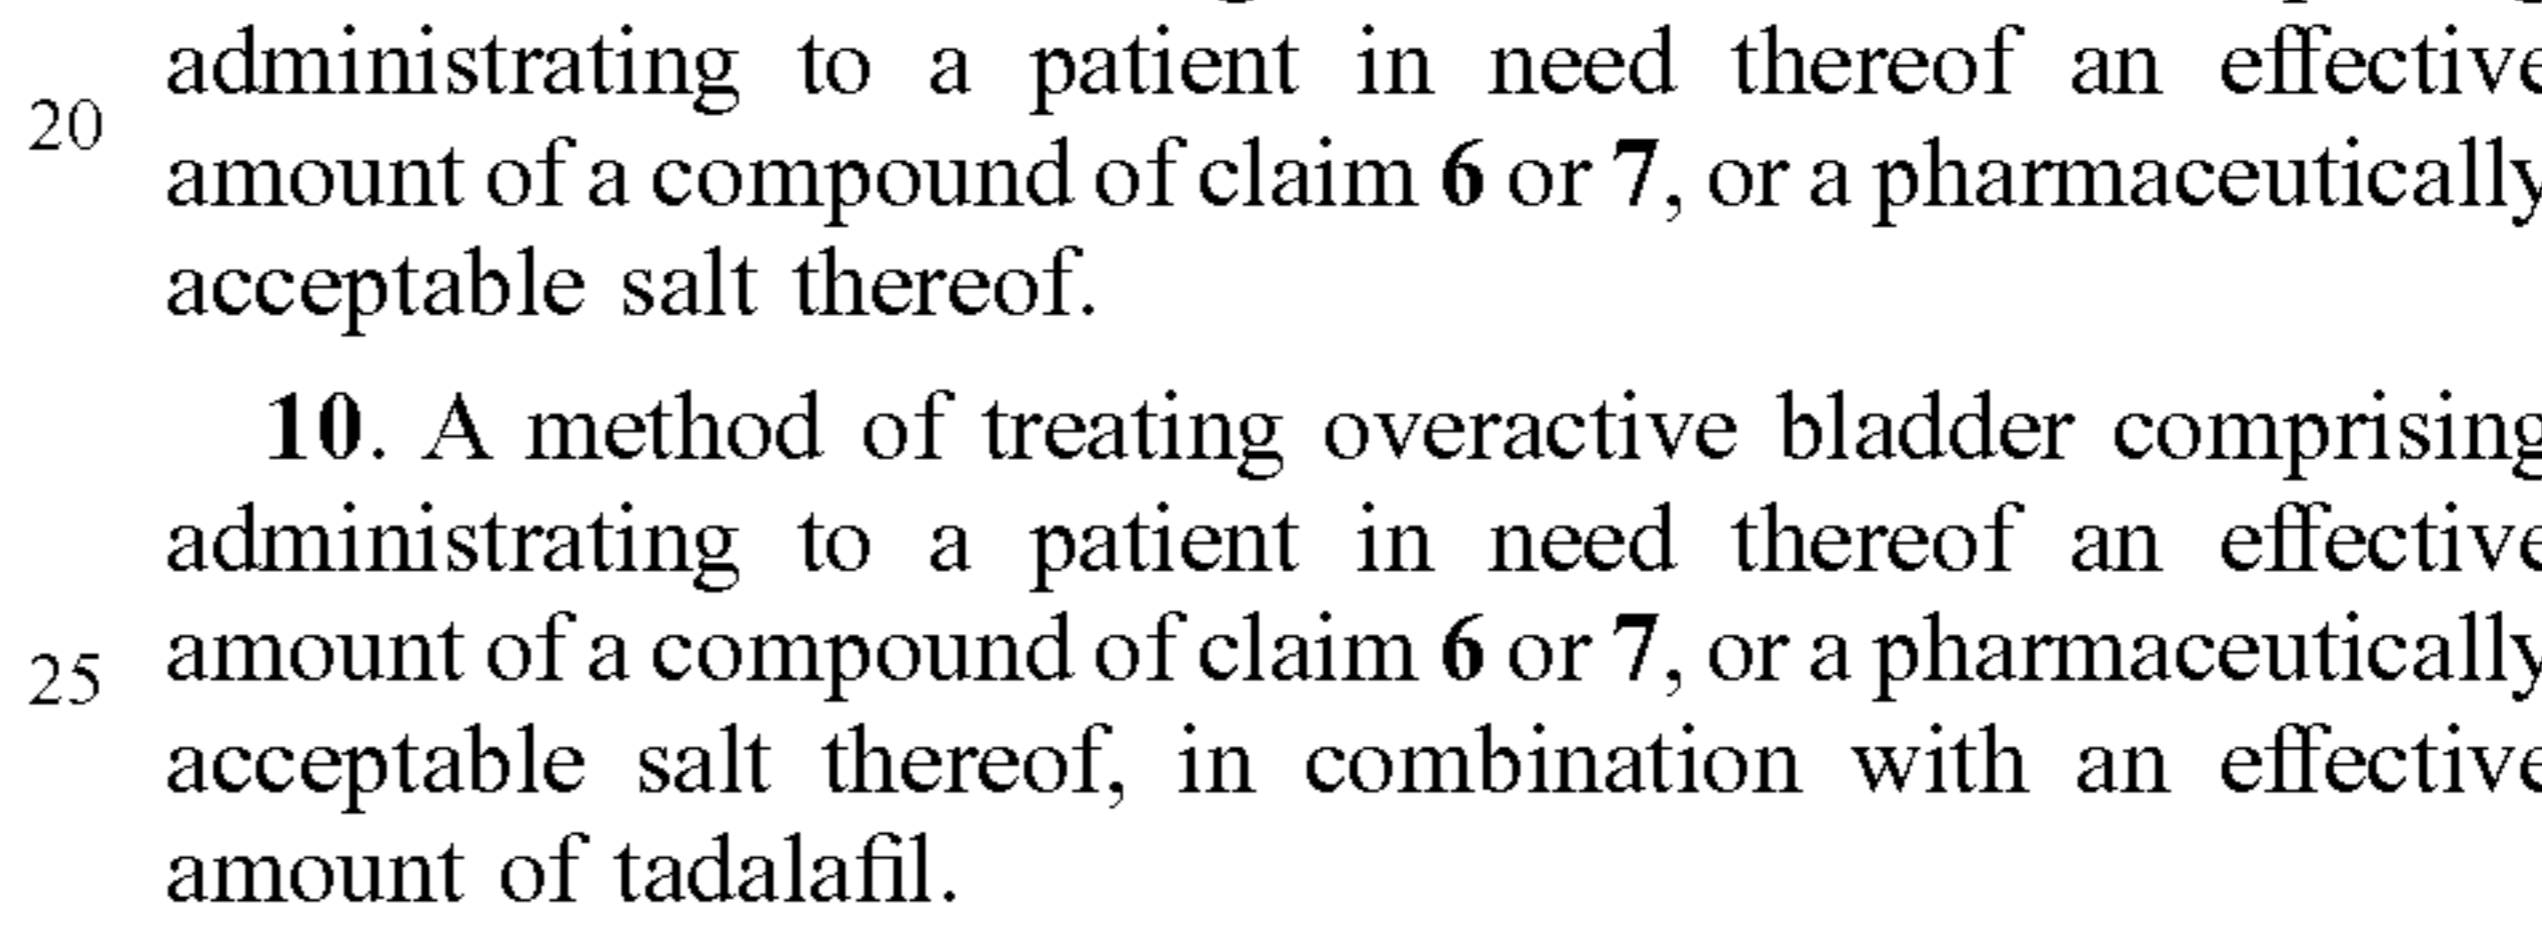 administrating to a patient in need thereof an effective
20
amount of a compound of claim 6 or 7, or a pharmaceutically
acceptable salt thereof.
10. A method of treating overactive bladder comprising
administrating to a patient in need thereof an effective
amount of a compound of claim 6 or 7, or a pharmaceutically
25
acceptable salt thereof, in combination with an effective
amount of tadalafil.